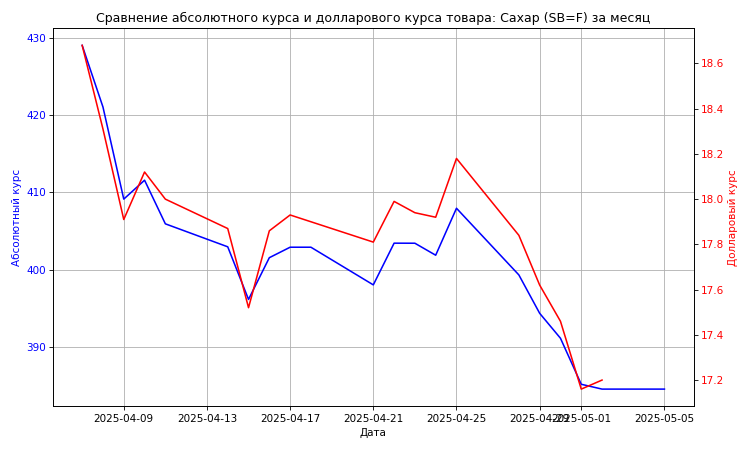 Сравнение абсолютного курса и долларового курса товара: Сахар (SB=F) за месяц
430
420
410
400
390
Абсолютный курс
18.6
18.4
18.2
18.0
17.8
17.6
17.4
17.2
Долларовый курс
2025-04-09 2025-04-13 2025-04-17 2025-04-21 2025-04-25 2025-04-29 2025-05-01 2025-05-05
Дата